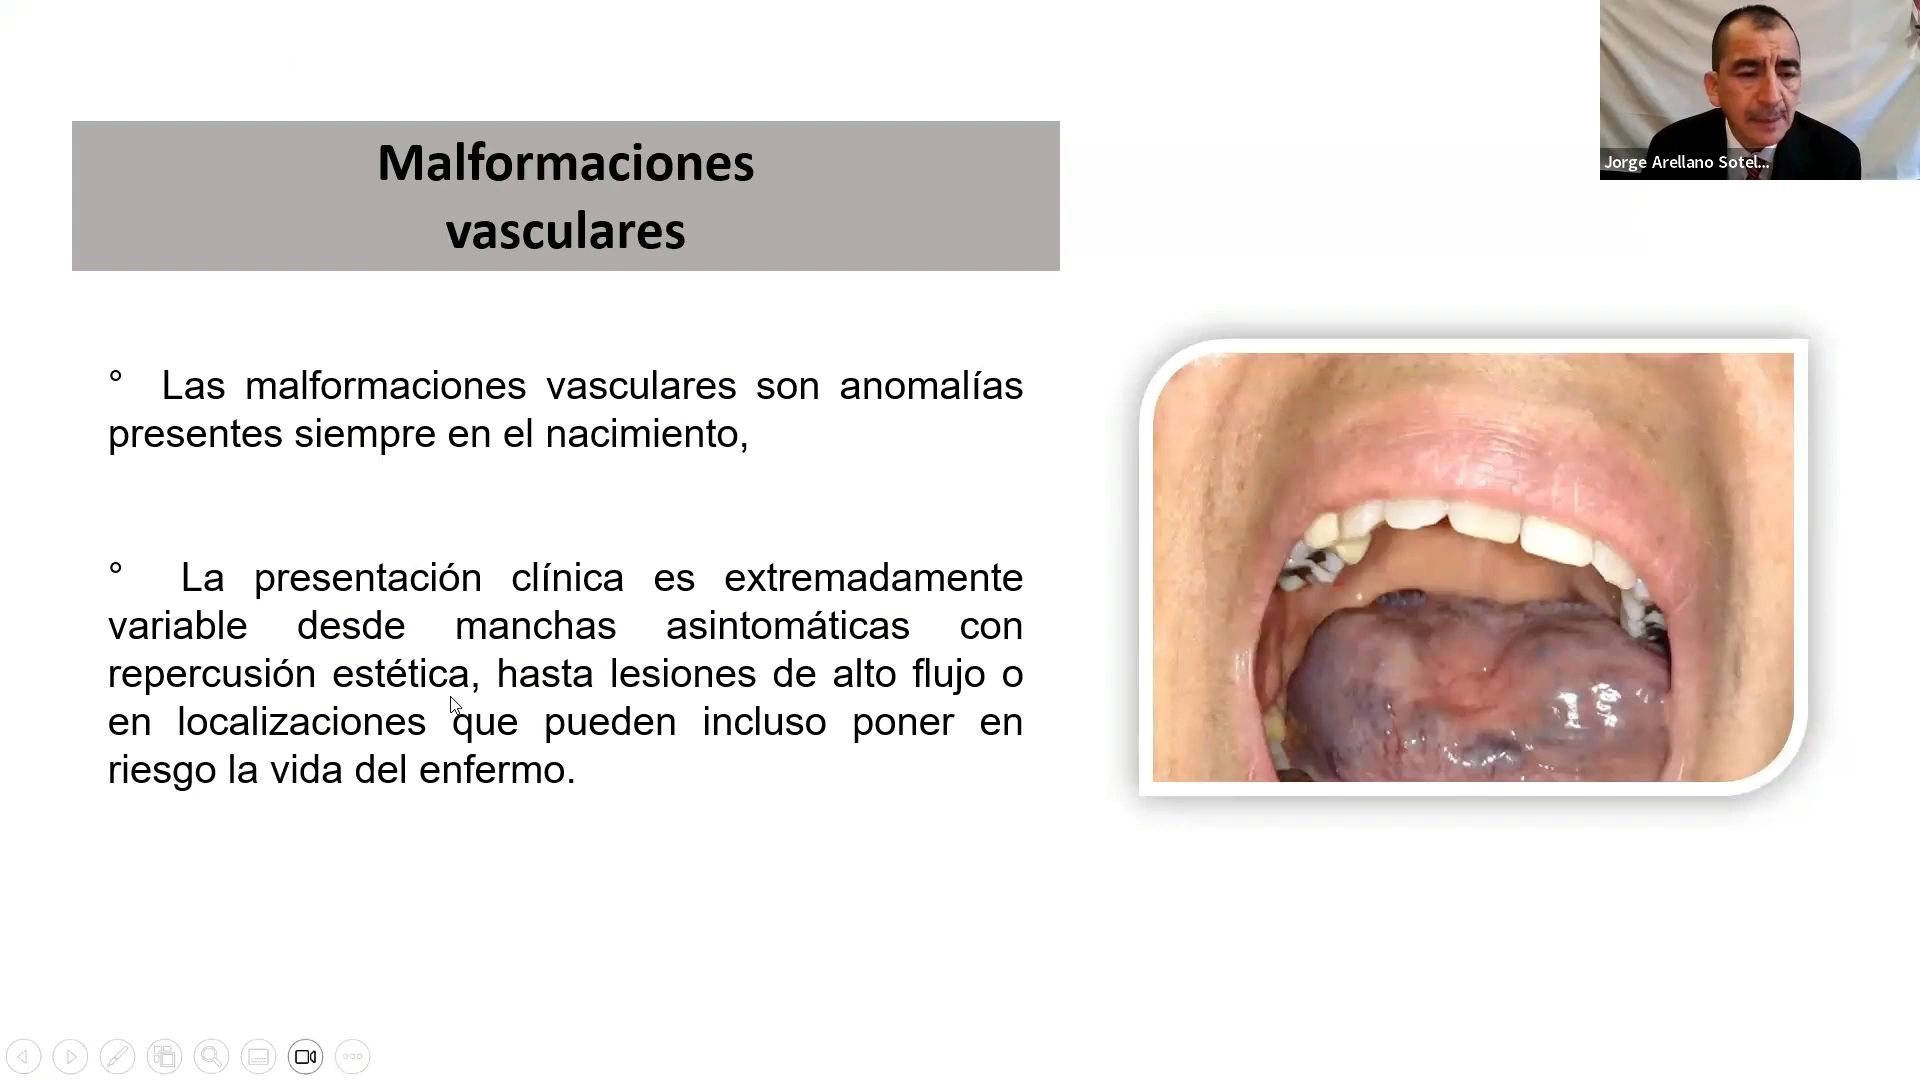 Malformaciones
vasculares
Jorge Arellano Sotel...
° Las malformaciones vasculares son anomalías
presentes siempre en el nacimiento,
° La presentación clínica es extremadamente
variable desde manchas asintomáticas con
repercusión estética, hasta lesiones de alto flujo o
en localizaciones que pueden incluso poner en
riesgo la vida del enfermo.